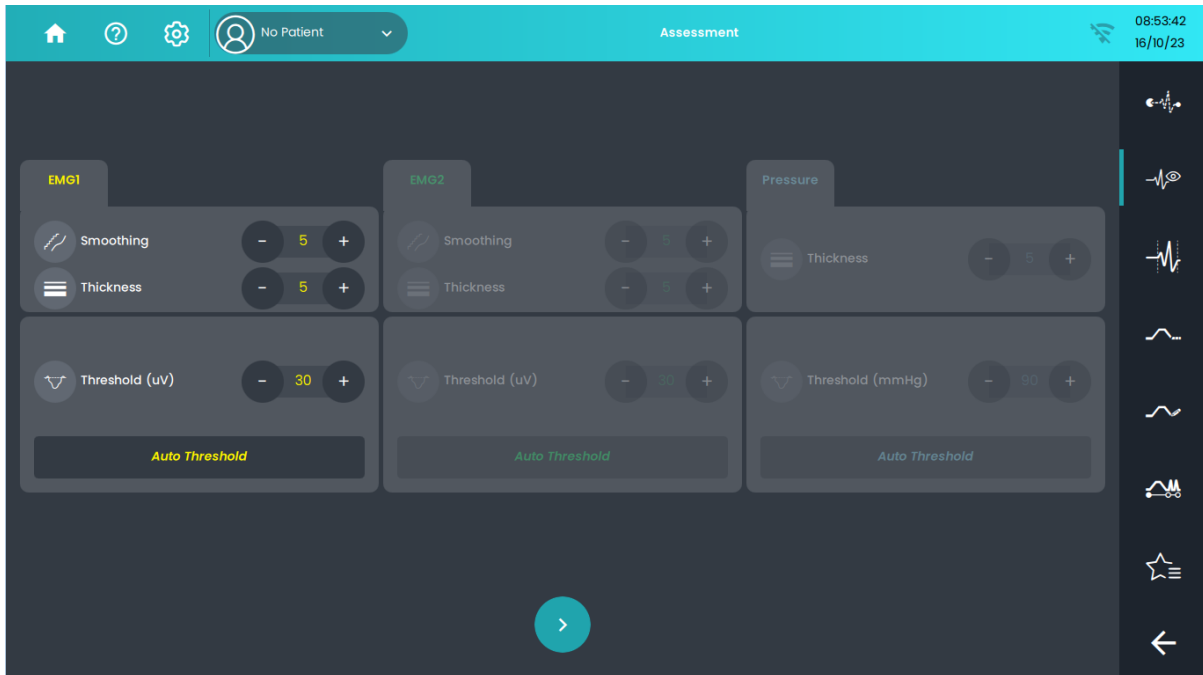 No Patient
Assessment
08:53:42
16/10/23
EMG1
EMG2
Pressure
Smoothing - 5 +
Smoothing - 5 +
Thickness - 5 +
Thickness - 5 +
Thickness - 5 +
Threshold (uV) - 30 +
Threshold (uV) - 30 +
Threshold (mmHg) - 90 +
Auto Threshold
Auto Threshold
Auto Threshold